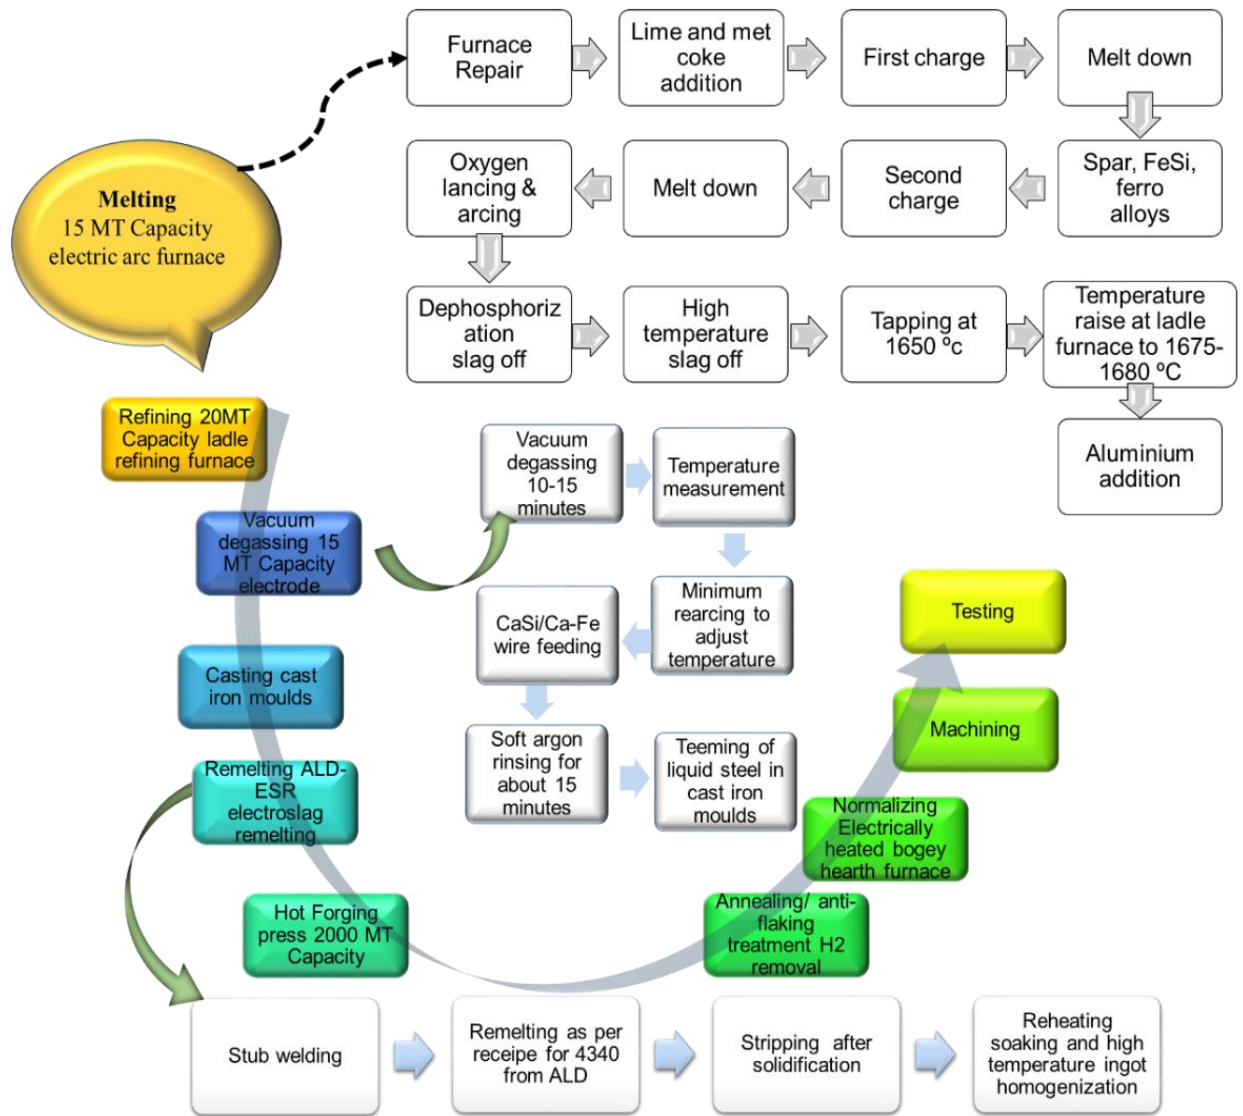 Furnace
Repair
Lime and met
coke
addition
First charge
Melt down
Spar, FeSi,
ferro
alloys
Second
charge
Melt down
Oxygen
lancing &
arcing
Dephosphoriz
ation
slag off
High
temperature
slag off
Tapping at
1650 ºc
Temperature
raise at ladle
furnace to 1675-
1680 ºC
Aluminium
addition
Melting
15 MT Capacity
electric arc furnace
Refining 20MT
Capacity ladle
refining furnace
Vacuum
degassing 15
MT Capacity
electrode
Vacuum
degassing
10-15
minutes
Temperature
measurement
Minimum
rearcing to
adjust
temperature
CaSi/Ca-Fe
wire feeding
Soft argon
rinsing for
about 15
minutes
Teeming of
liquid steel in
cast iron
moulds
Casting cast
iron moulds
Remelting ALD-
ESR
electroslag
remelting
Hot Forging
press 2000 MT
Capacity
Annealing/ anti-
flaking
treatment H2
removal
Normalizing
Electrically
heated bogey
hearth furnace
Machining
Testing
Stub welding
Remelting as per
receipe for 4340
from ALD
Stripping after
solidification
Reheating
soaking and high
temperature ingot
homogenization